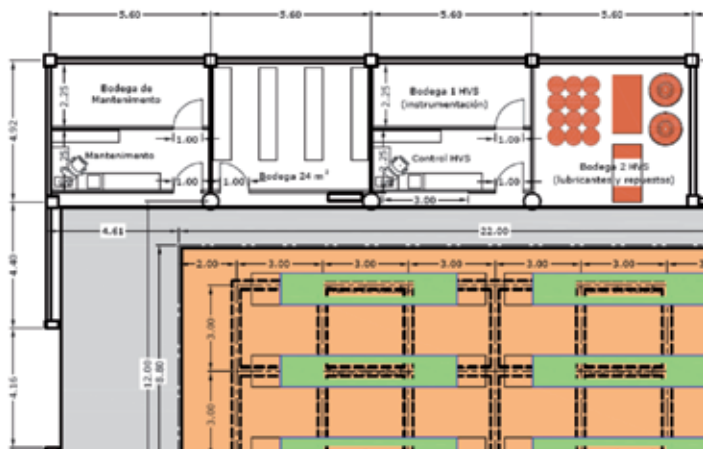 5.60 5.60 5.60 5.60
Bodega de
Mantenimiento
Bodega 1 HVS
(instrumentación)
2.25
2.25
4.92
1.00
1.00
Mantenimento
Control HVS
1.00
1.00
1.00
Bodega 24 m²
Bodega 2 HVS
(lubricantes y repuestos)
3.00
4.61
22.00
4.40
2.00 3.00 3.00 3.00 3.00 3.00
3.00
12.00
8.80
4.16
3.00